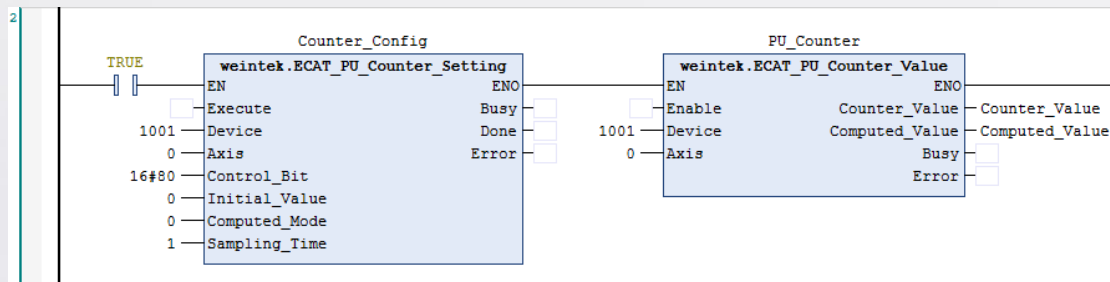 2
Counter_Config
PU_Counter
TRUE
weintek.ECAT_PU_Counter_Setting
weintek.ECAT_PU_Counter_Value
EN ENO
EN ENO
Execute Busy
Enable Counter_Value Counter_Value
1001 Device Done
1001 Device Computed_Value Computed_Value
0 Axis Error
0 Axis Busy
16#80 Control_Bit
Error
0 Initial_Value
0 Computed_Mode
1 Sampling_Time